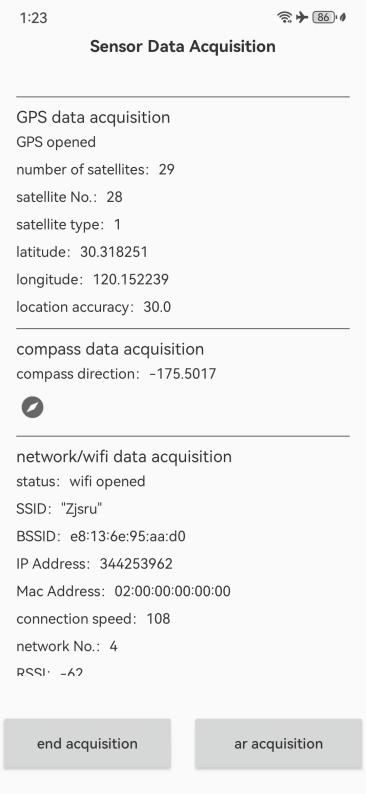 1:23
86
Sensor Data Acquisition
GPS data acquisition
GPS opened
number of satellites: 29
satellite No.: 28
satellite type: 1
latitude: 30.318251
longitude: 120.152239
location accuracy: 30.0
compass data acquisition
compass direction: -175.5017
network/wifi data acquisition
status: wifi opened
SSID: "Zjsru"
BSSID: e8:13:6e:95:aa:d0
IP Address: 344253962
Mac Address: 02:00:00:00:00:00
connection speed: 108
network No.: 4
RSSI: -62
end acquisition
ar acquisition